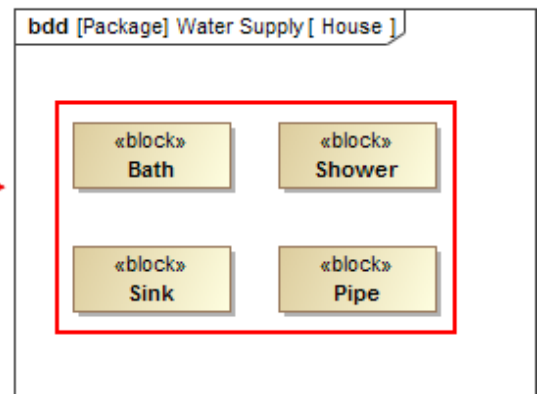 bdd [Package] Water Supply [ House ]
«block»
Bath
«block»
Shower
«block»
Sink
«block»
Pipe